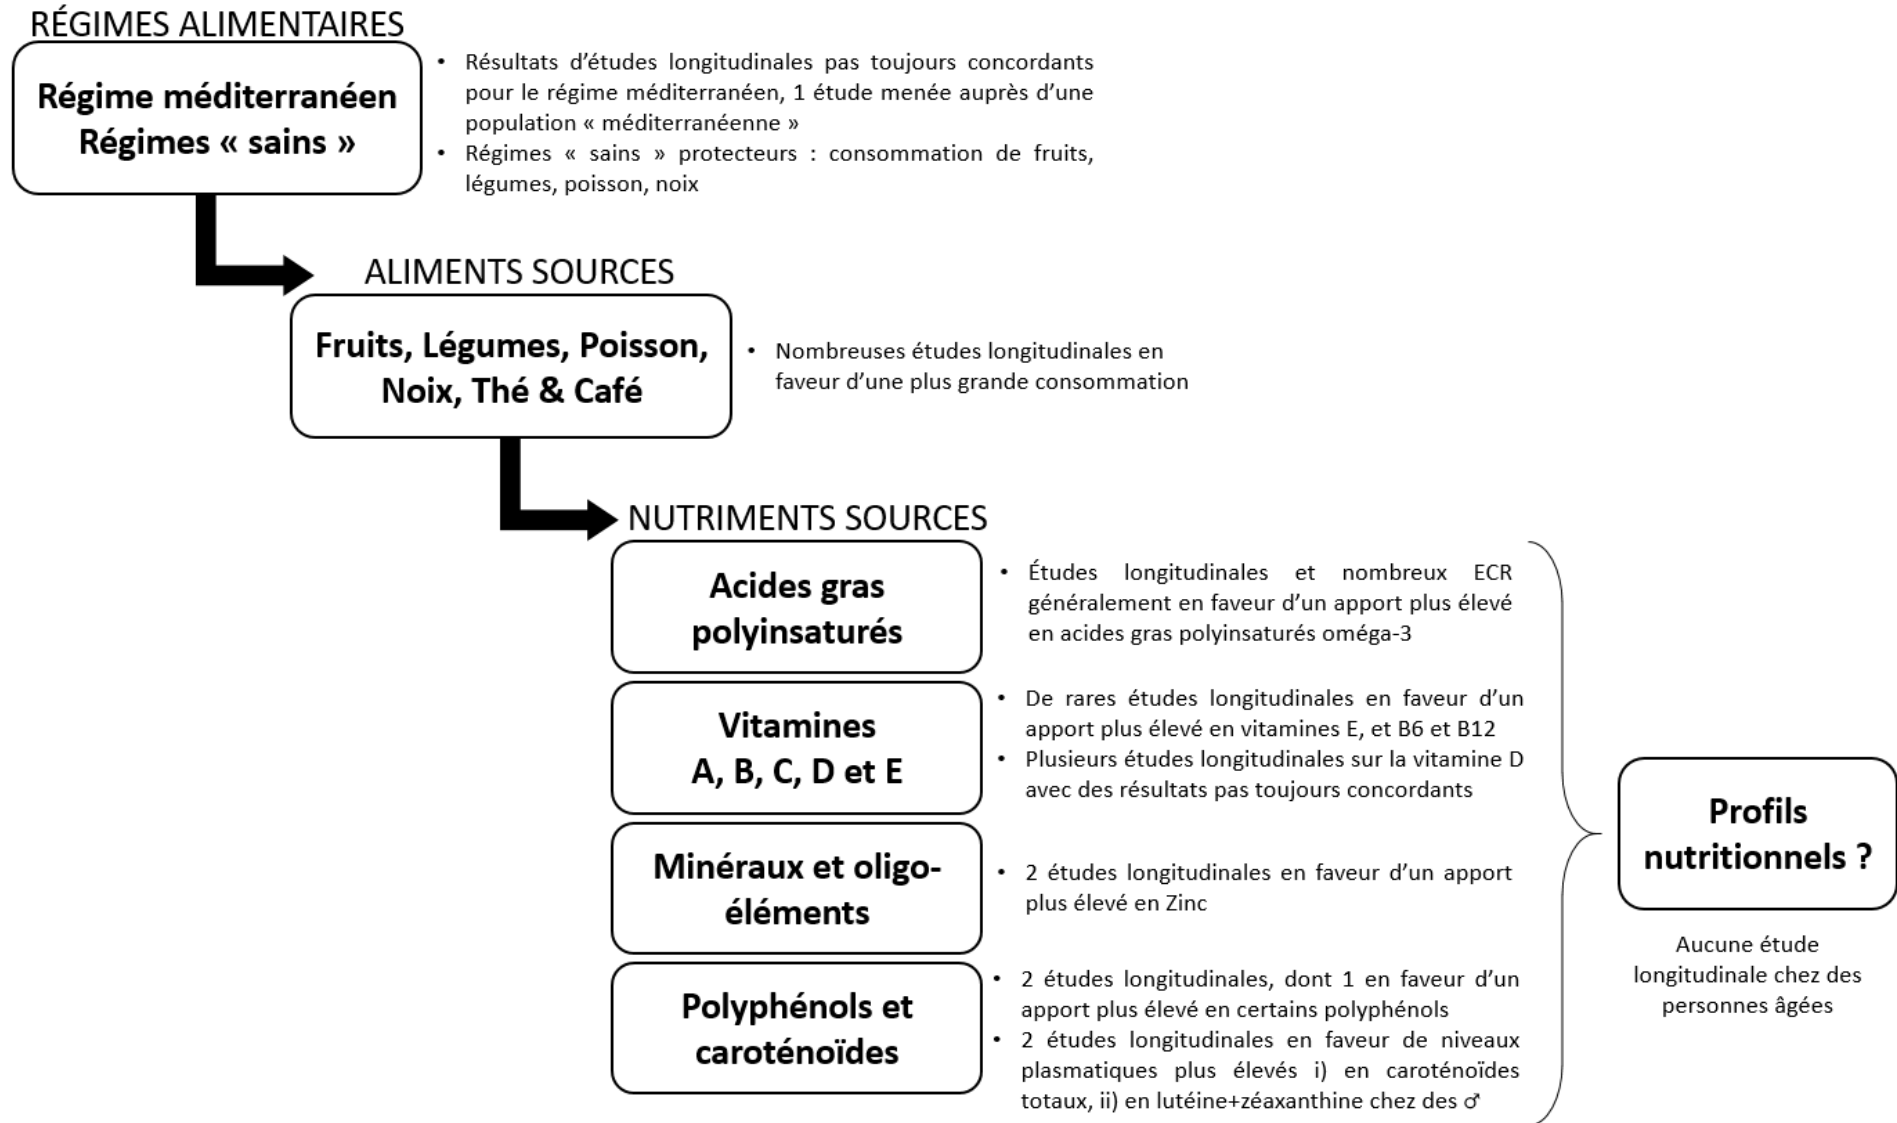 RÉGIMES ALIMENTAIRES
Régime méditerranéen
Régimes « sains »
• Résultats d’études longitudinales pas toujours concordants
pour le régime méditerranéen, 1 étude menée auprès d’une
population « méditerranéenne »
• Régimes « sains » protecteurs : consommation de fruits,
légumes, poisson, noix
ALIMENTS SOURCES
Fruits, Légumes, Poisson,
Noix, Thé & Café
• Nombreuses études longitudinales en
faveur d’une plus grande consommation
NUTRIMENTS SOURCES
Acides gras
polyinsaturés
• Études longitudinales et nombreux ECR
généralement en faveur d’un apport plus élevé
en acides gras polyinsaturés oméga-3
Vitamines
A, B, C, D et E
• De rares études longitudinales en faveur d’un
apport plus élevé en vitamines E, et B6 et B12
• Plusieurs études longitudinales sur la vitamine D
avec des résultats pas toujours concordants
Minéraux et oligo-
éléments
• 2 études longitudinales en faveur d’un apport
plus élevé en Zinc
Polyphénols et
caroténoïdes
• 2 études longitudinales, dont 1 en faveur d’un
apport plus élevé en certains polyphénols
• 2 études longitudinales en faveur de niveaux
plasmatiques plus élevés i) en caroténoïdes
totaux, ii) en lutéine+zéaxanthine chez des ♂
Profils
nutritionnels ?
Aucune étude
longitudinale chez des
personnes âgées